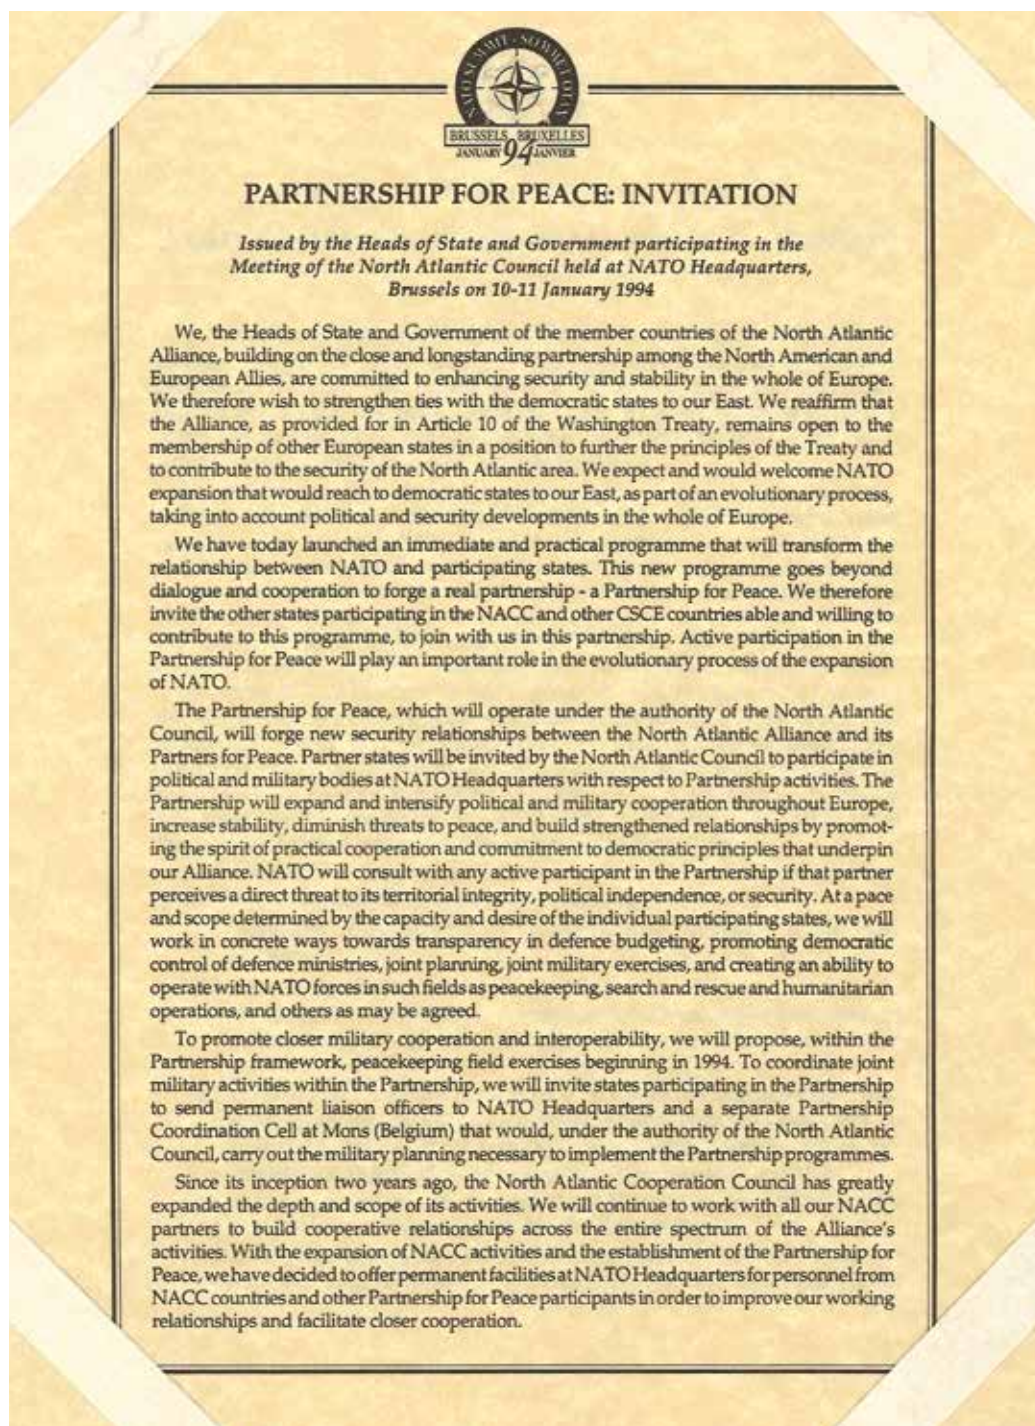 NATO SUMMIT - SOMMET OTAN
BRUSSELS BRUXELLES
JANUARY 94 JANVIER
PARTNERSHIP FOR PEACE: INVITATION
Issued by the Heads of State and Government participating in the
Meeting of the North Atlantic Council held at NATO Headquarters,
Brussels on 10-11 January 1994
We, the Heads of State and Government of the member countries of the North Atlantic
Alliance, building on the close and longstanding partnership among the North American and
European Allies, are committed to enhancing security and stability in the whole of Europe.
We therefore wish to strengthen ties with the democratic states to our East. We reaffirm that
the Alliance, as provided for in Article 10 of the Washington Treaty, remains open to the
membership of other European states in a position to further the principles of the Treaty and
to contribute to the security of the North Atlantic area. We expect and would welcome NATO
expansion that would reach to democratic states to our East, as part of an evolutionary process,
taking into account political and security developments in the whole of Europe.
We have today launched an immediate and practical programme that will transform the
relationship between NATO and participating states. This new programme goes beyond
dialogue and cooperation to forge a real partnership - a Partnership for Peace. We therefore
invite the other states participating in the NACC and other CSCE countries able and willing to
contribute to this programme, to join with us in this partnership. Active participation in the
Partnership for Peace will play an important role in the evolutionary process of the expansion
of NATO.
The Partnership for Peace, which will operate under the authority of the North Atlantic
Council, will forge new security relationships between the North Atlantic Alliance and its
Partners for Peace. Partner states will be invited by the North Atlantic Council to participate in
political and military bodies at NATO Headquarters with respect to Partnership activities. The
Partnership will expand and intensify political and military cooperation throughout Europe,
increase stability, diminish threats to peace, and build strengthened relationships by promot-
ing the spirit of practical cooperation and commitment to democratic principles that underpin
our Alliance. NATO will consult with any active participant in the Partnership if that partner
perceives a direct threat to its territorial integrity, political independence, or security. At a pace
and scope determined by the capacity and desire of the individual participating states, we will
work in concrete ways towards transparency in defence budgeting, promoting democratic
control of defence ministries, joint planning, joint military exercises, and creating an ability to
operate with NATO forces in such fields as peacekeeping, search and rescue and humanitarian
operations, and others as may be agreed.
To promote closer military cooperation and interoperability, we will propose, within the
Partnership framework, peacekeeping field exercises beginning in 1994. To coordinate joint
military activities within the Partnership, we will invite states participating in the Partnership
to send permanent liaison officers to NATO Headquarters and a separate Partnership
Coordination Cell at Mons (Belgium) that would, under the authority of the North Atlantic
Council, carry out the military planning necessary to implement the Partnership programmes.
Since its inception two years ago, the North Atlantic Cooperation Council has greatly
expanded the depth and scope of its activities. We will continue to work with all our NACC
partners to build cooperative relationships across the entire spectrum of the Alliance's
activities. With the expansion of NACC activities and the establishment of the Partnership for
Peace, we have decided to offer permanent facilities at NATO Headquarters for personnel from
NACC countries and other Partnership for Peace participants in order to improve our working
relationships and facilitate closer cooperation.